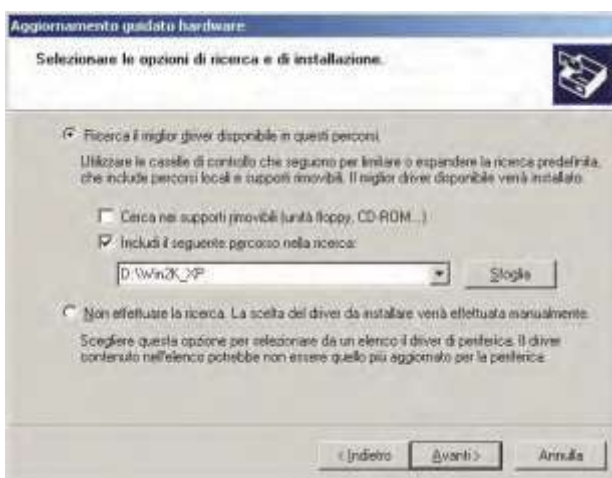 Aggiornamento guidato hardware
Selezionare le opzioni di ricerca e di installazione.
Ricerca il miglior driver disponibile in questi percorsi.
Utilizzare le caselle di controllo che seguono per limitare o espandere la ricerca predefinita,
che include percorsi locali e supporti rimovibili. Il miglior driver disponibile verrà installato.
Cerca nei supporti rimovibili (unità floppy, CD-ROM...)
Includi il seguente percorso nella ricerca:
D:\Win2K_XP
Sfoglia
Non effettuare la ricerca. La scelta del driver da installare verrà effettuata manualmente.
Scegliere questa opzione per selezionare da un elenco il driver di periferica. Il driver
contenuto nell'elenco potrebbe non essere quello più aggiornato per la periferica.
< Indietro
Avanti >
Annulla